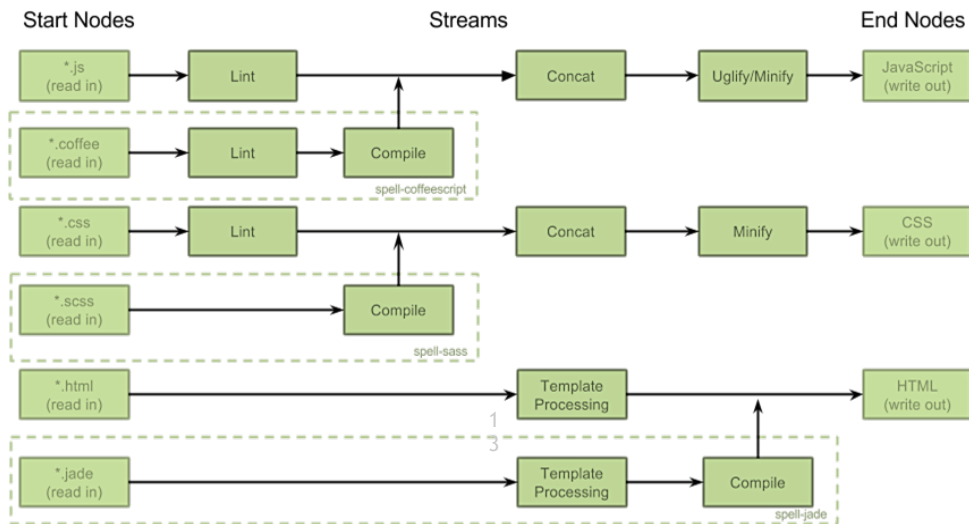 Start Nodes
Streams
End Nodes
*.js
(read in)
Lint
Concat
Uglify/Minify
JavaScript
(write out)
*.coffee
(read in)
Lint
Compile
spell-coffeescript
*.css
(read in)
Lint
Concat
Minify
CSS
(write out)
*.scss
(read in)
Compile
spell-sass
*.html
(read in)
Template
Processing
HTML
(write out)
1
3
*.jade
(read in)
Template
Processing
Compile
spell-jade